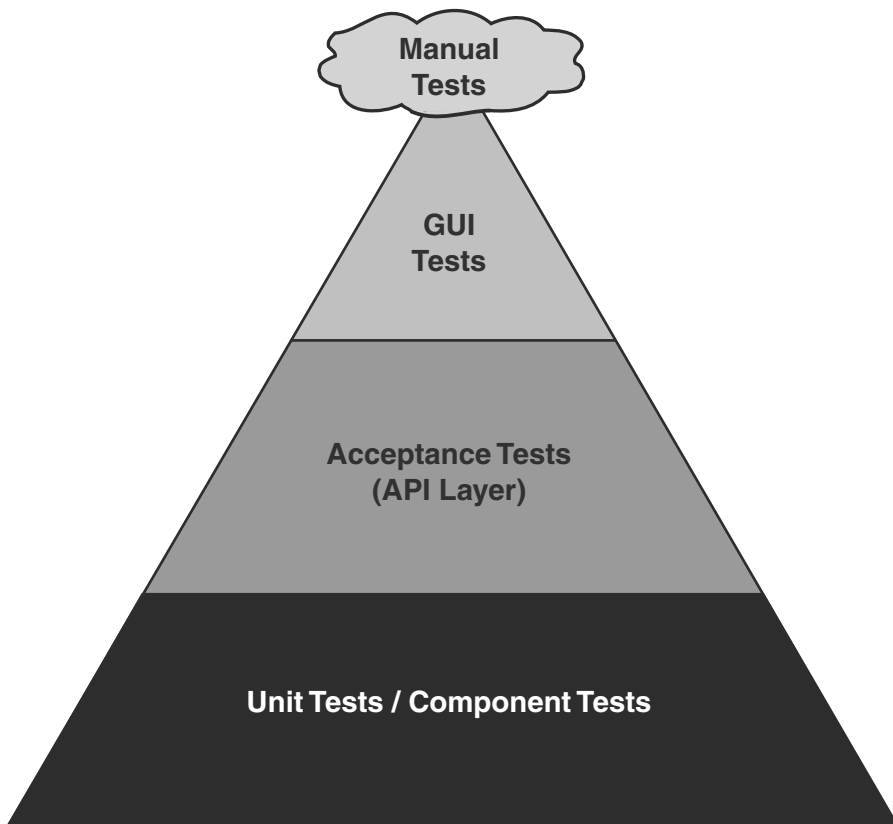 Manual
Tests
GUI
Tests
Acceptance Tests
(API Layer)
Unit Tests / Component Tests